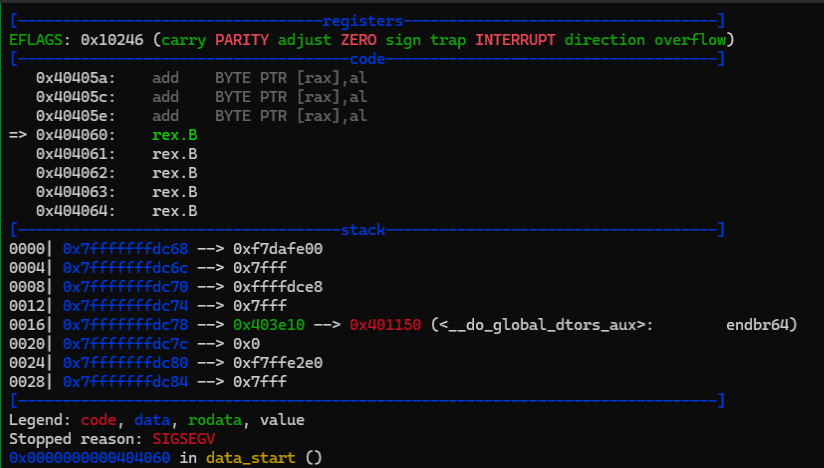 [----------------------------------registers-----------------------------------]
EFLAGS: 0x10246 (carry PARITY adjust ZERO sign trap INTERRUPT direction overflow)
[-------------------------------------code-------------------------------------]
   0x40405a:    add    BYTE PTR [rax],al
   0x40405c:    add    BYTE PTR [rax],al
   0x40405e:    add    BYTE PTR [rax],al
=> 0x404060:    rex.B
   0x404061:    rex.B
   0x404062:    rex.B
   0x404063:    rex.B
   0x404064:    rex.B
[------------------------------------stack-------------------------------------]
0000| 0x7fffffffdc68 --> 0xf7dafe00
0004| 0x7fffffffdc6c --> 0x7fff
0008| 0x7fffffffdc70 --> 0xffffdce8
0012| 0x7fffffffdc74 --> 0x7fff
0016| 0x7fffffffdc78 --> 0x403e10 --> 0x401150 (<__do_global_dtors_aux>:        endbr64)
0020| 0x7fffffffdc7c --> 0x0
0024| 0x7fffffffdc80 --> 0xf7ffe2e0
0028| 0x7fffffffdc84 --> 0x7fff
[------------------------------------------------------------------------------]
Legend: code, data, rodata, value
Stopped reason: SIGSEGV
0x0000000000404060 in data_start ()